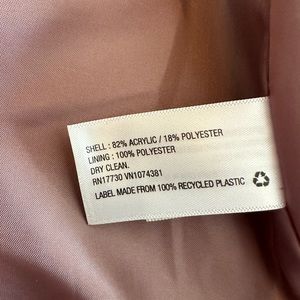 SHELL : 82% ACRYLIC / 18% POLYESTER
LINING : 100% POLYESTER
DRY CLEAN.
RN17730 VN1074381
LABEL MADE FROM 100% RECYCLED PLASTIC